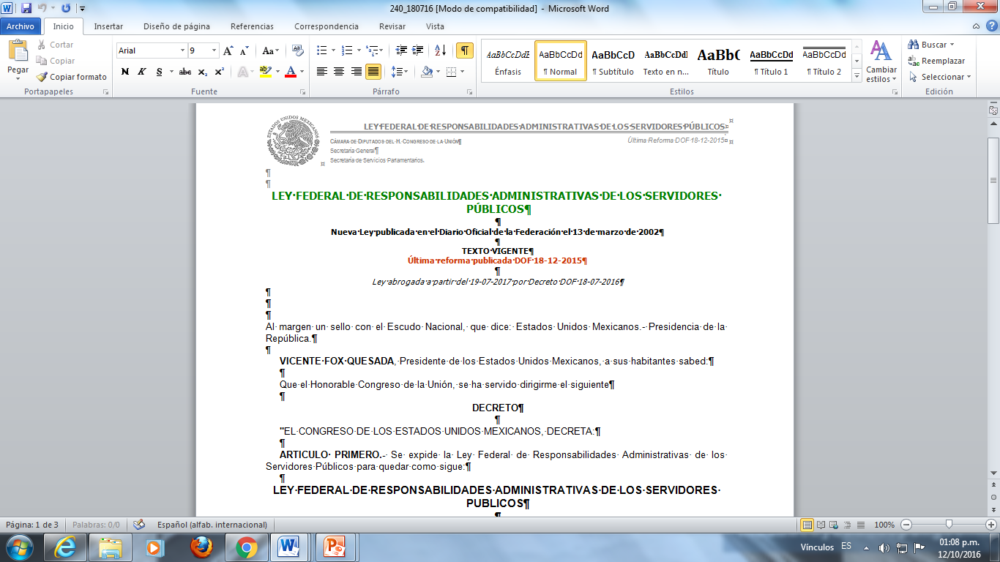 240_180716 [Modo de compatibilidad] - Microsoft Word
Archivo Inicio Insertar Diseño de página Referencias Correspondencia Revisar Vista
Pegar
Cortar
Copiar
Copiar formato
Portapapeles
Arial 9
N K S abc x₂ x²
Fuente
Párrafo
AaBbCcDdE AaBbCcDd AaBbCcD AaBbCcDdI AaBbC AaBbCcDd AaBbCcDd
Énfasis ¶ Normal ¶ Subtítulo Texto en n... Título ¶ Título 1 ¶ Título 2
Cambiar
estilos
Estilos
Buscar
Reemplazar
Seleccionar
Edición
ESTADOS UNIDOS MEXICANOS
LEY FEDERAL DE RESPONSABILIDADES ADMINISTRATIVAS DE LOS SERVIDORES PÚBLICOS
CÁMARA DE DIPUTADOS DEL H. CONGRESO DE LA UNIÓN¶
Última Reforma DOF 18-12-2015
Secretaría General¶
Secretaría de Servicios Parlamentarios.
¶
¶
LEY FEDERAL DE RESPONSABILIDADES ADMINISTRATIVAS DE LOS SERVIDORES
PÚBLICOS¶
¶
Nueva Ley publicada en el Diario Oficial de la Federación el 13 de marzo de 2002¶
¶
TEXTO VIGENTE¶
Última reforma publicada DOF 18-12-2015¶
¶
Ley abrogada a partir del 19-07-2017 por Decreto DOF 18-07-2016¶
¶
¶
¶
Al margen un sello con el Escudo Nacional, que dice: Estados Unidos Mexicanos.- Presidencia de la
República.¶
¶
VICENTE FOX QUESADA, Presidente de los Estados Unidos Mexicanos, a sus habitantes sabed:¶
¶
Que el Honorable Congreso de la Unión, se ha servido dirigirme el siguiente¶
¶
DECRETO¶
¶
"EL CONGRESO DE LOS ESTADOS UNIDOS MEXICANOS, DECRETA:¶
¶
ARTICULO PRIMERO.- Se expide la Ley Federal de Responsabilidades Administrativas de los
Servidores Públicos para quedar como sigue:¶
¶
LEY FEDERAL DE RESPONSABILIDADES ADMINISTRATIVAS DE LOS SERVIDORES
PUBLICOS¶
¶
Página: 1 de 3 Palabras: 0/0 Español (alfab. internacional) 100%
Vínculos ES 01:08 p.m.
12/10/2016